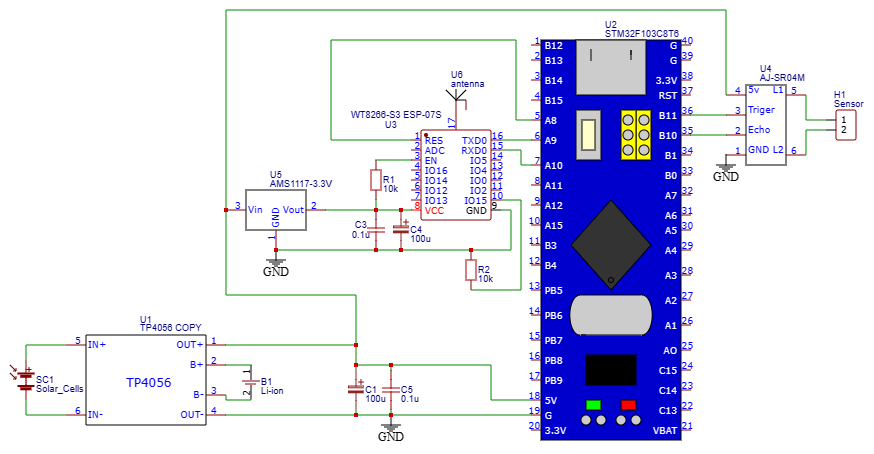 U2
STM32F103C8T6
1 B12
2 B13
3 B14
4 B15
5 A8
6 A9
7 A10
8 A11
9 A12
10 A15
11 B3
12 B4
13 PB5
14 PB6
15 PB7
16 PB8
17 PB9
18 5V
19 G
20 3.3V
G 40
G 39
3.3V 38
RST 37
B11 36
B10 35
B1 34
B0 33
A7 32
A6 31
A5 30
A4 29
A3 28
A2 27
A1 26
AO 25
C15 24
C14 23
C13 22
VBAT 21
U4
AJ-SR04M
4 5v L1 5
3 Triger
2 Echo
1 GND L2 6
GND
H1
Sensor
1
2
U6
antenna
17
WT8266-S3 ESP-07S
U3
1 RES TXD0 16
2 ADC RXD0 15
3 EN IO5 14
4 IO16 IO4 13
5 IO14 IO0 12
6 IO12 IO2 11
7 IO13 IO15 10
8 VCC GND 9
R1
10k
U5
AMS1117-3.3V
3 Vin Vout 2
GND
1
GND
C3
0.1u
C4
100u
R2
10k
U1
TP4056 COPY
5 IN+ OUT+ 1
B+ 2
TP4056
B- 3
6 IN- OUT- 4
SC1
Solar_Cells
1
2
B1
Li-ion
C1
100u
C5
0.1u
GND